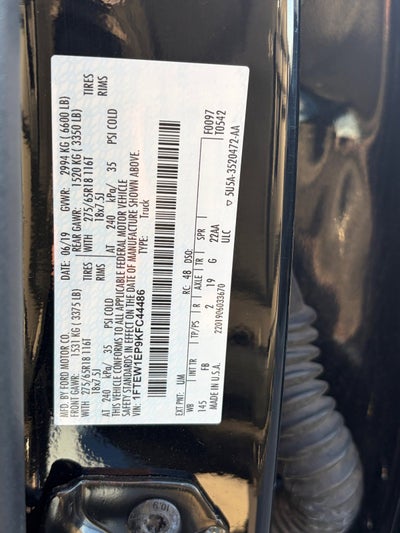 MFD. BY FORD MOTOR CO.
DATE: 06/19 GVWR: 2994 KG (6600 LB)
FRONT GAWR: 1531 KG (3375 LB) REAR GAWR: 1520 KG (3350 LB)
WITH 275/65R18 116T TIRES WITH 275/65R18 116T TIRES
18x7.5J RIMS 18x7.5J RIMS
AT 240 kPa/ 35 PSI COLD AT 240 kPa/ 35 PSI COLD
THIS VEHICLE CONFORMS TO ALL APPLICABLE FEDERAL MOTOR VEHICLE
SAFETY STANDARDS IN EFFECT ON THE DATE OF MANUFACTURE SHOWN ABOVE.
VIN: 1FTEW1EP9KFC44486 TYPE: Truck
F0097
T0542
EXT PNT: UM RC: 48 DSO:
WB INT TR TP/PS R AXLE TR SPR
145 FB 2 19 G 22AA
MADE IN U.S.A. ULC
2201906033670
5U5A-3520472-AA